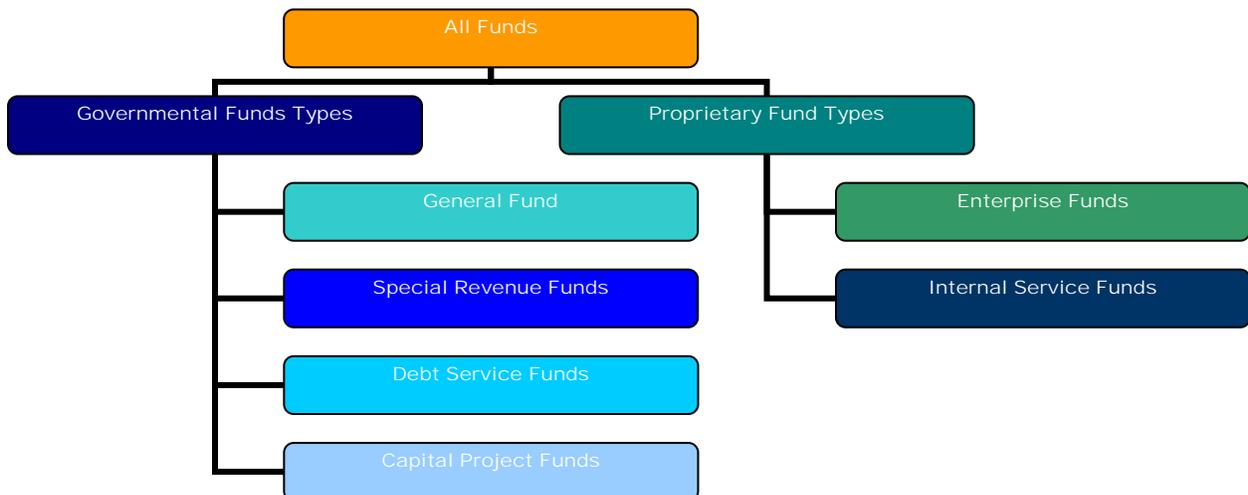 All Funds
Governmental Funds Types
Proprietary Fund Types
General Fund
Enterprise Funds
Special Revenue Funds
Internal Service Funds
Debt Service Funds
Capital Project Funds